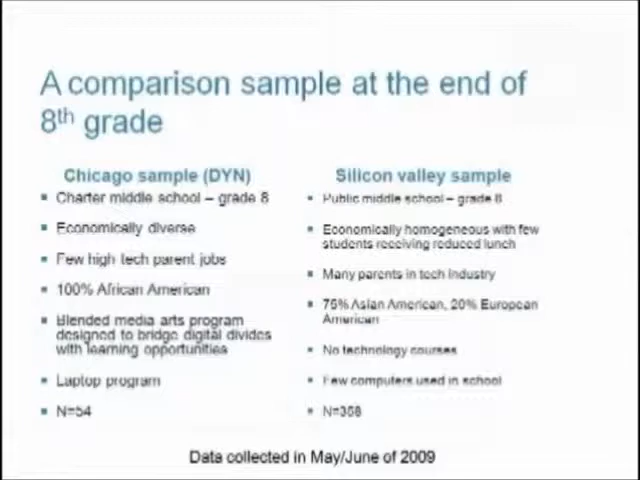 A comparison sample at the end of
8th grade
Chicago sample (DYN)
Charter middle school – grade 8
Economically diverse
Few high tech parent jobs
100% African American
Blended media arts program
designed to bridge digital divides
with learning opportunities
Laptop program
N=54
Silicon valley sample
Public middle school – grade 8
Economically homogeneous with few
students receiving reduced lunch
Many parents in tech Industry
75% Asian American, 20% European
American
No technology courses
Few computers used in school
Data collected in May/June of 2009